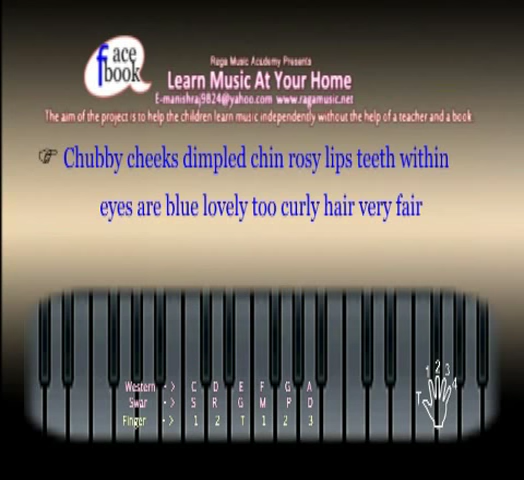 face
book
Raga Music Academy Presents
Learn Music At Your Home
E-manishraj9824@yahoo.com www.ragamusic.net
The aim of the project is to help the children learn music independently without the help of a teacher and a book
Chubby cheeks dimpled chin rosy lips teeth within
eyes are blue lovely too curly hair very fair
Western - > C D E F G A
Swar - > S R G M P D
Finger - > 1 2 T 1 2 3
T 1 2 3 4